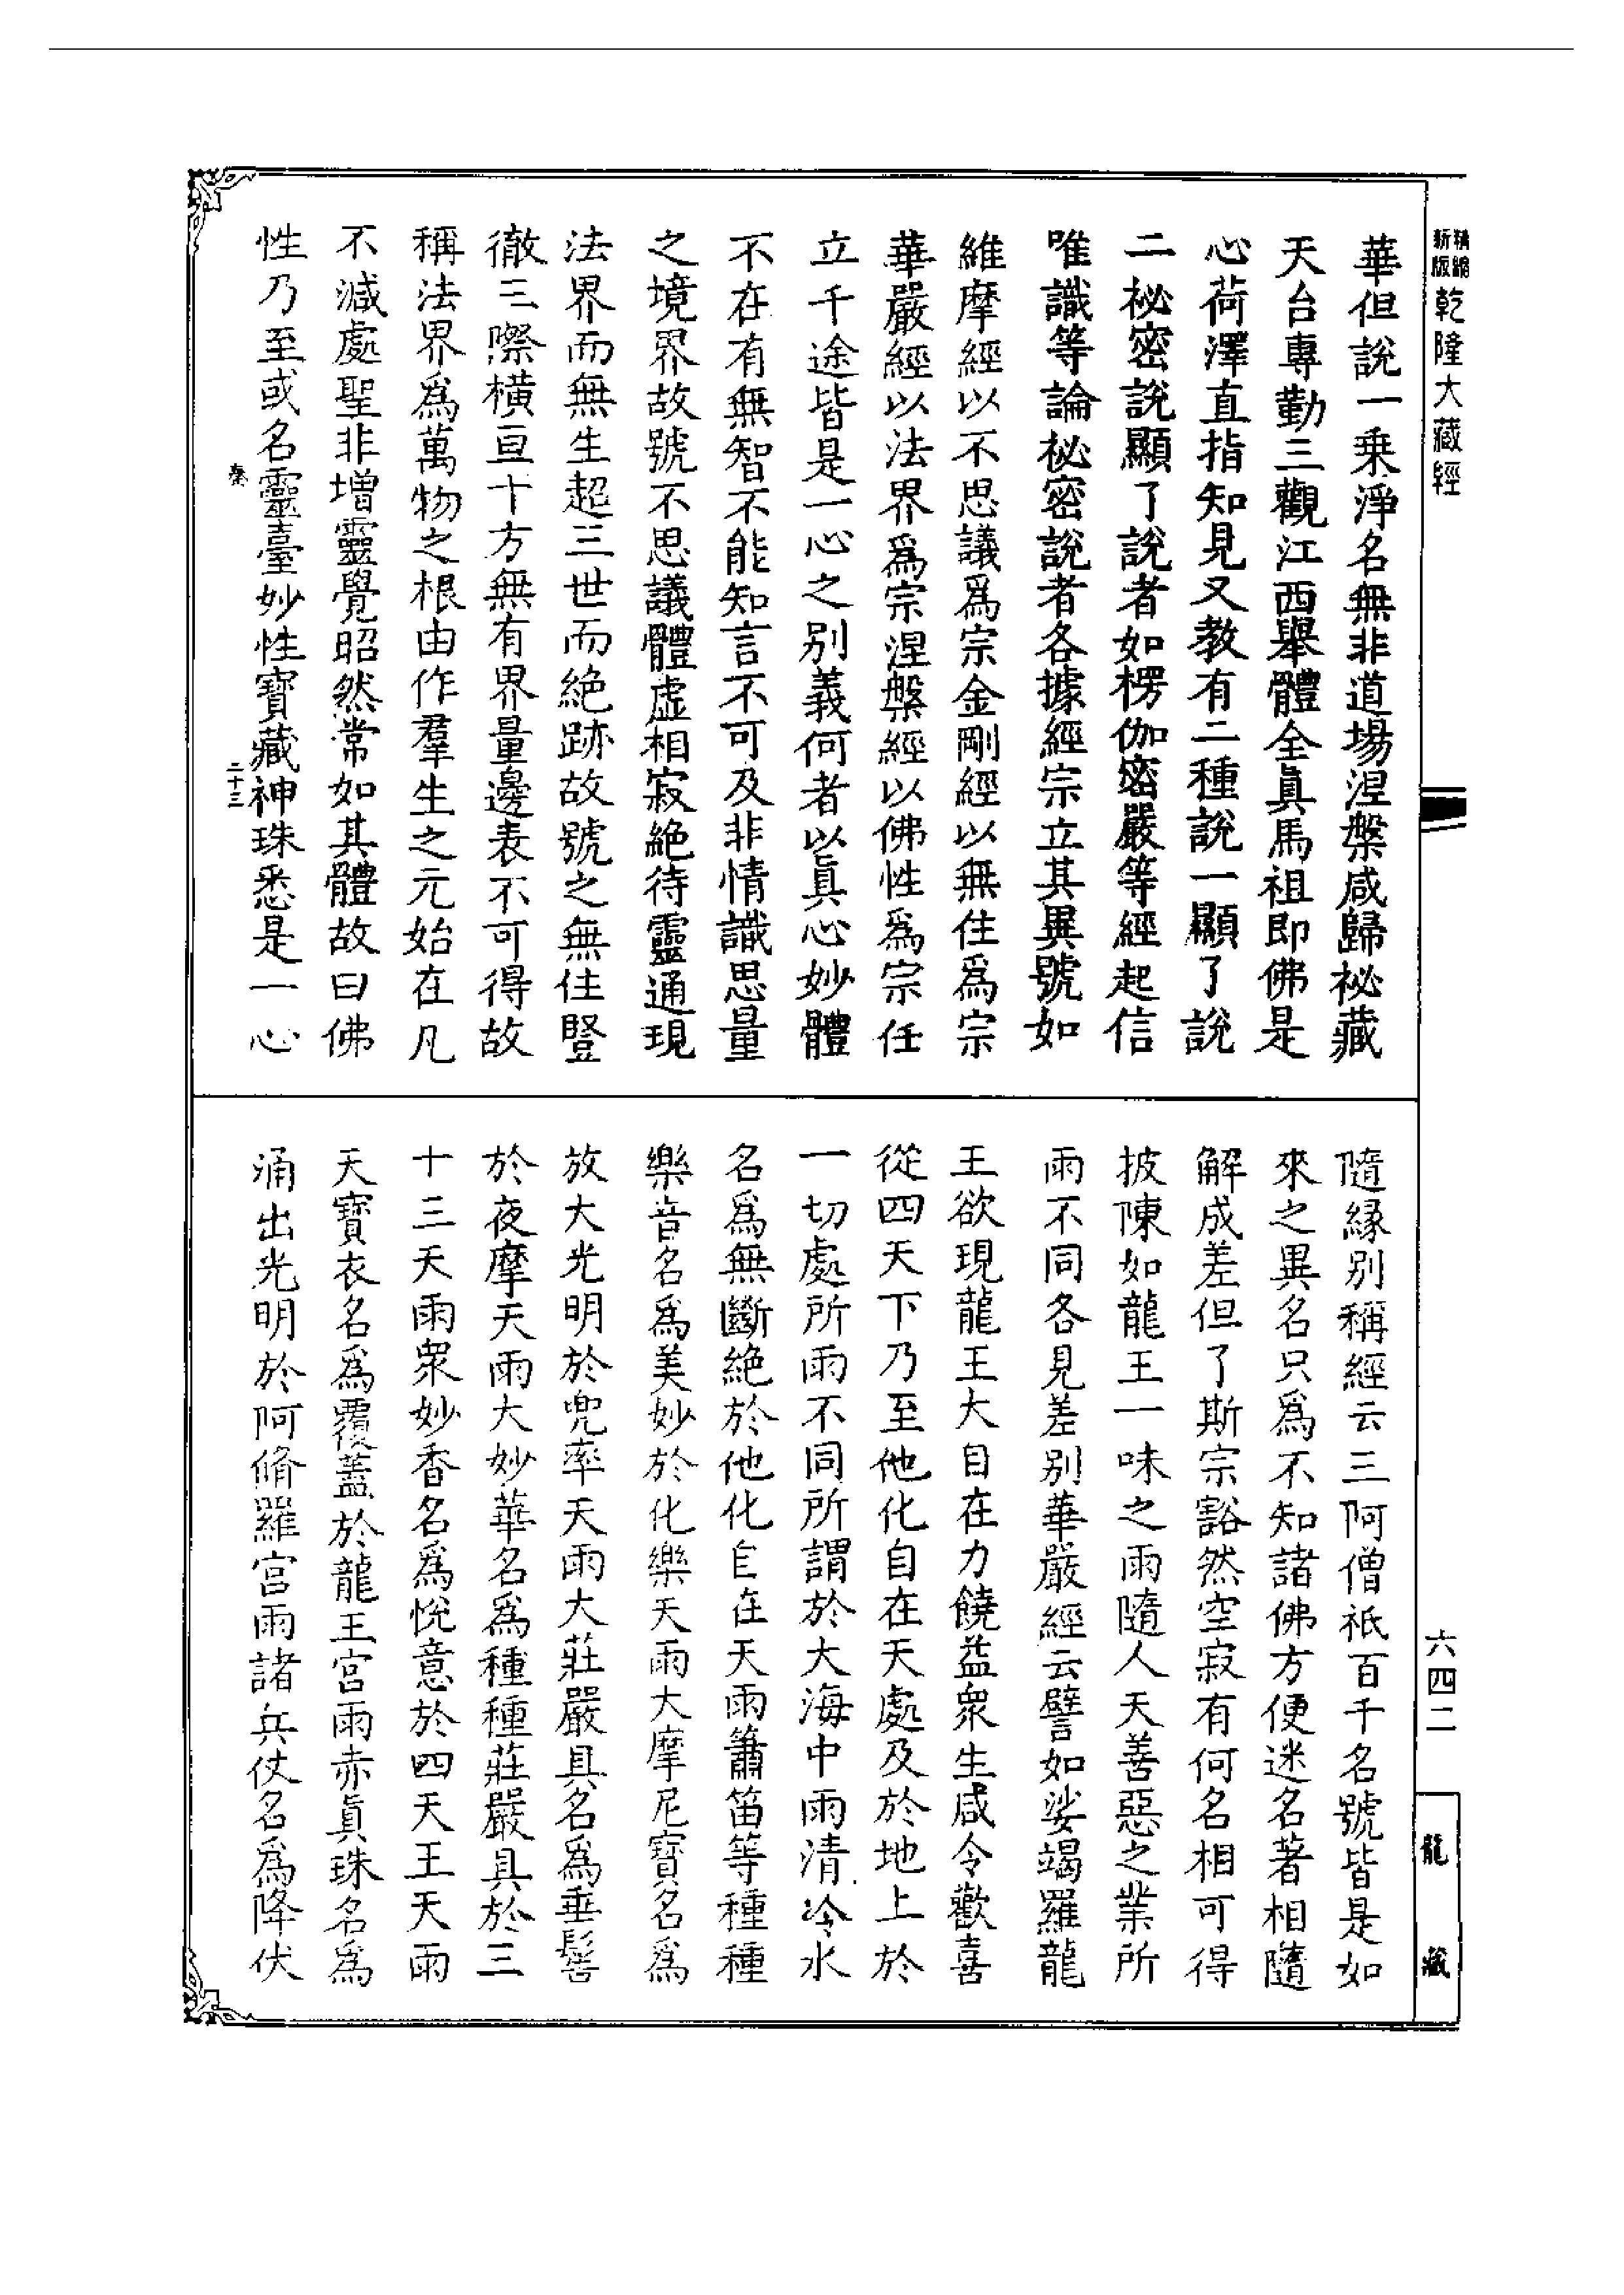 新版精縮
乾隆大藏經
華但說一乗淨名無非道場涅槃咸歸祕藏
天台專勤三觀江西舉體全眞馬祖即佛是
心荷澤直指知見又教有二種說一顯了說
二祕密說顯了說者如楞伽密嚴等經起信
唯識等論祕密說者各據經宗立其異號如
維摩經以不思議爲宗金剛經以無住爲宗
華嚴經以法界爲宗涅槃經以佛性爲宗任
立千途皆是一心之别義何者以眞心妙體
不在有無智不能知言不可及非情識思量
之境界故號不思議體虛相寂絶待靈通現
法界而無生超三世而絶跡故號之無住豎
徹三際橫亘十方無有界量邊表不可得故
稱法界爲萬物之根由作羣生之元始在凡
不減處聖非增靈覺昭然常如其體故曰佛
性乃至或名靈臺妙性寶藏神珠悉是一心
二十三
隨縁别稱經云三阿僧祇百千名號皆是如
來之異名只爲不知諸佛方便迷名著相隨
解成差但了斯宗豁然空寂有何名相可得
披陳如龍王一味之雨隨人天善惡之業所
雨不同各見差别華嚴經云譬如娑竭羅龍
王欲現龍王大自在力饒益衆生咸令歡喜
從四天下乃至他化自在天處及於地上於
一切處所雨不同所謂於大海中雨清冷水
名爲無斷絶於他化自在天雨簫笛等種種
樂音名爲美妙於化樂天雨大摩尼寶名爲
放大光明於兜率天雨大莊嚴具名爲垂髻
於夜摩天雨大妙華名爲種種莊嚴具於三
十三天雨衆妙香名爲悅意於四天王天雨
天寶衣名爲覆蓋於龍王宮雨赤眞珠名爲
涌出光明於阿脩羅宮雨諸兵仗名爲降伏
六四二
龍藏